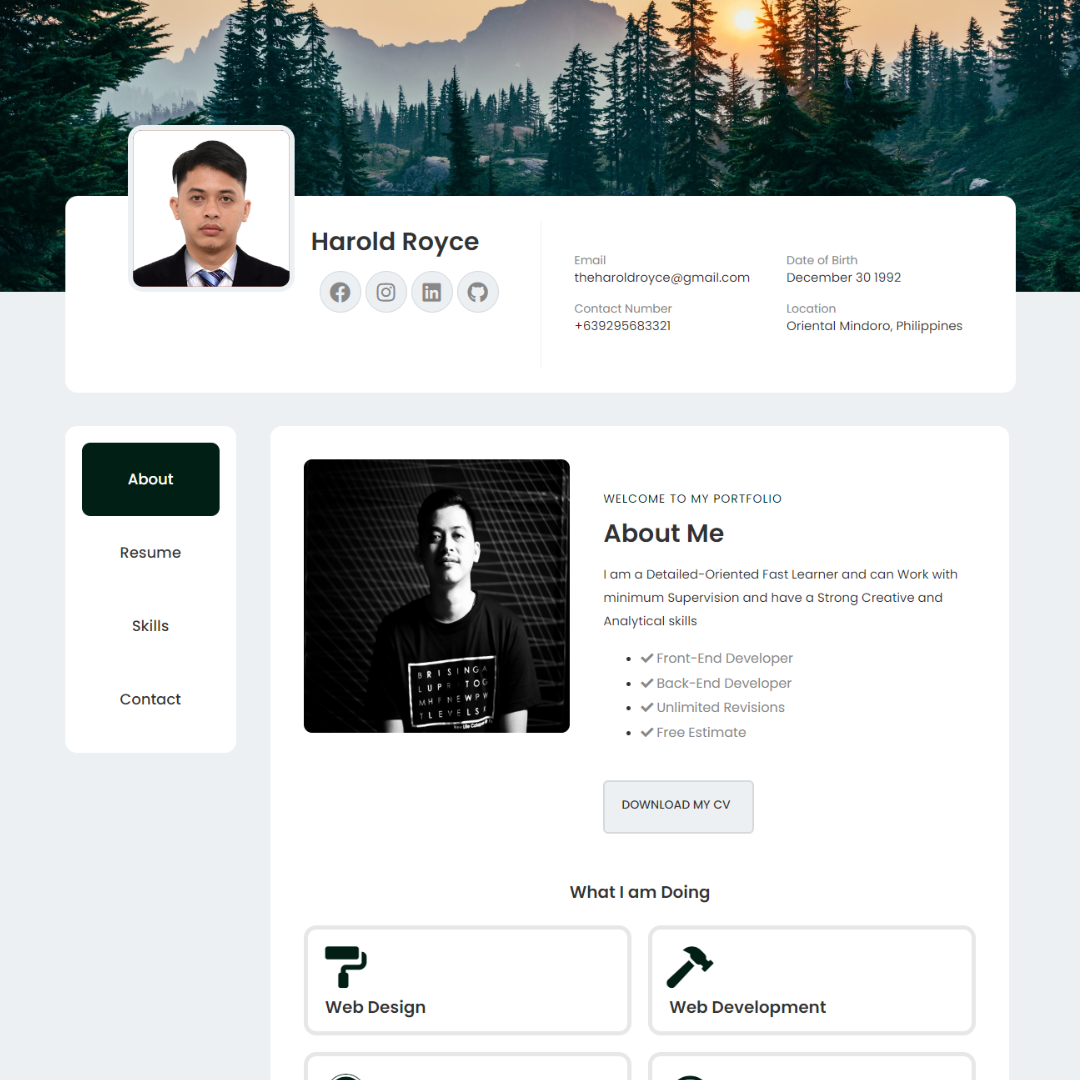 Harold Royce
Email
theharoldroyce@gmail.com
Date of Birth
December 30 1992
Contact Number
+639295683321
Location
Oriental Mindoro, Philippines
About
Resume
Skills
Contact
WELCOME TO MY PORTFOLIO
About Me
I am a Detailed-Oriented Fast Learner and can Work with
minimum Supervision and have a Strong Creative and
Analytical skills
Front-End Developer
Back-End Developer
Unlimited Revisions
Free Estimate
DOWNLOAD MY CV
What I am Doing
Web Design
Web Development